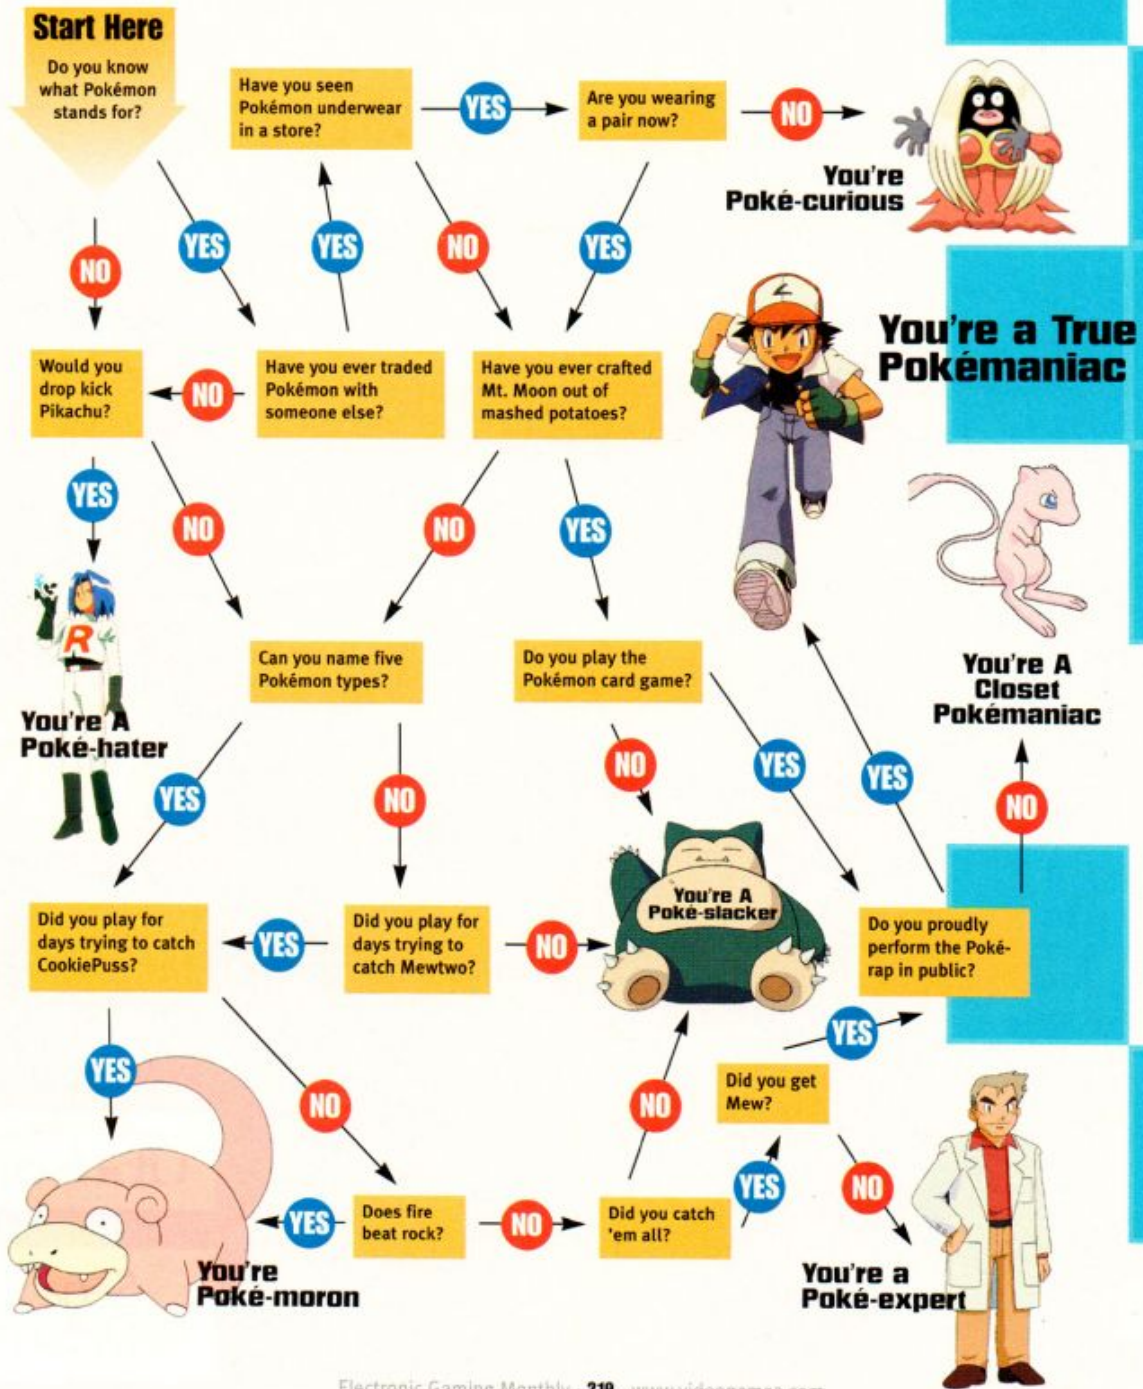 Start Here
Do you know
what Pokémon
stands for?
Have you seen
Pokémon underwear
in a store?
YES
Are you wearing
a pair now?
NO
You're
Poké-curious
NO
YES
YES
NO
YES
You're a True
Pokémaniac
Would you
drop kick
Pikachu?
NO
Have you ever traded
Pokémon with
someone else?
Have you ever crafted
Mt. Moon out of
mashed potatoes?
YES
NO
NO
YES
R
You're A
Poké-hater
Can you name five
Pokémon types?
Do you play the
Pokémon card game?
You're A
Closet
Pokémaniac
YES
NO
NO
YES
YES
NO
Did you play for
days trying to catch
CookiePuss?
YES
Did you play for
days trying to
catch Mewtwo?
NO
You're A
Poké-slacker
Do you proudly
perform the Poké-
rap in public?
YES
NO
NO
YES
Did you get
Mew?
YES
Does fire
beat rock?
NO
Did you catch
'em all?
YES
NO
You're
Poké-moron
You're a
Poké-expert
Electronic Gaming Monthly 219 www.videogames.com